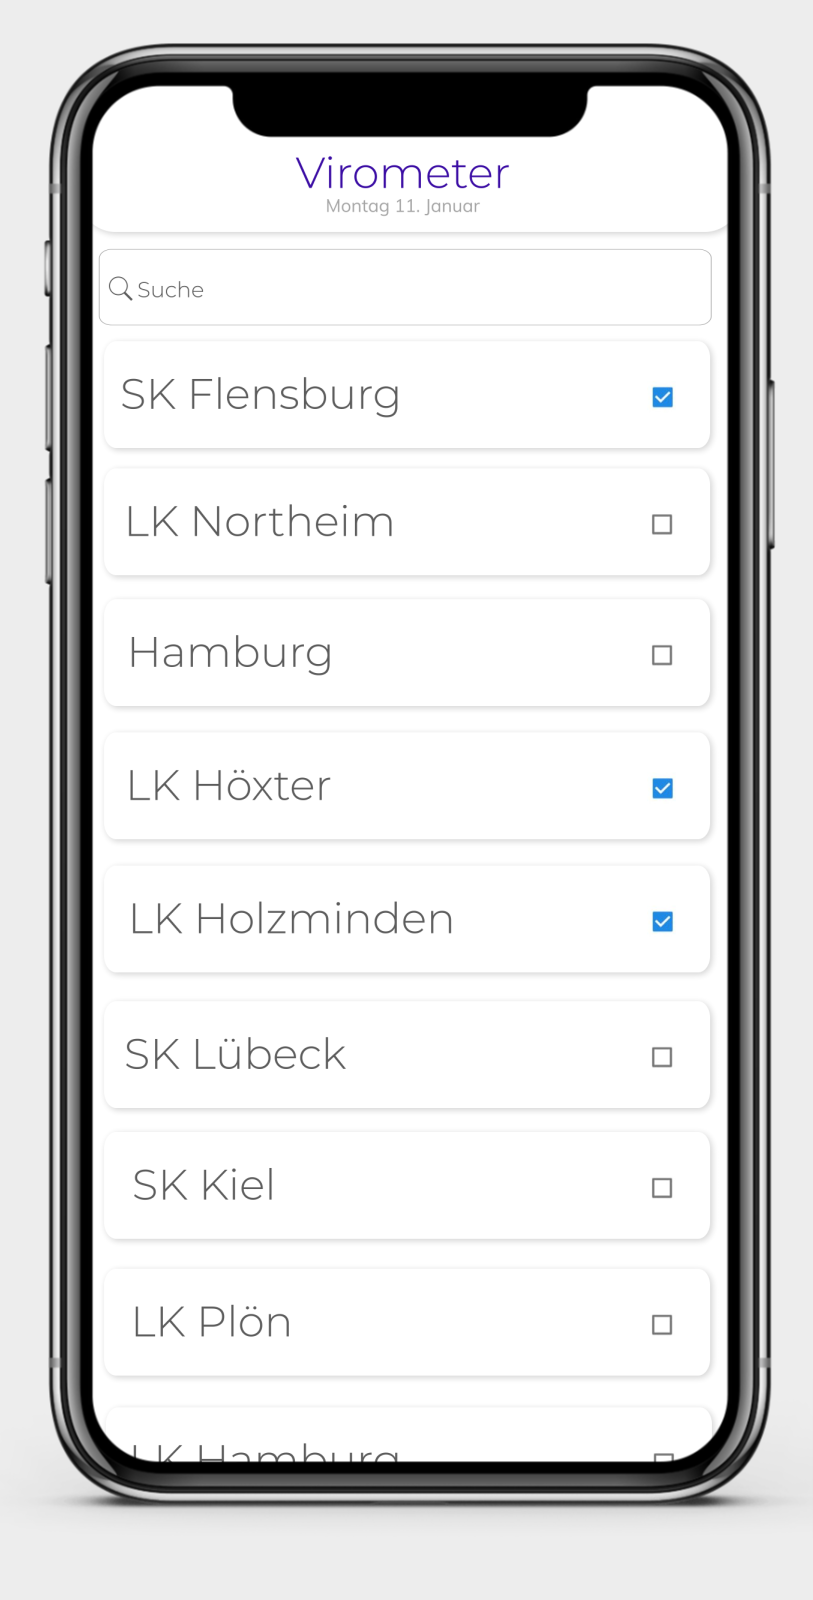 Virometer
Montag 11. Januar
Suche
SK Flensburg
LK Northeim
Hamburg
LK Höxter
LK Holzminden
SK Lübeck
SK Kiel
LK Plön
LK Hamburg